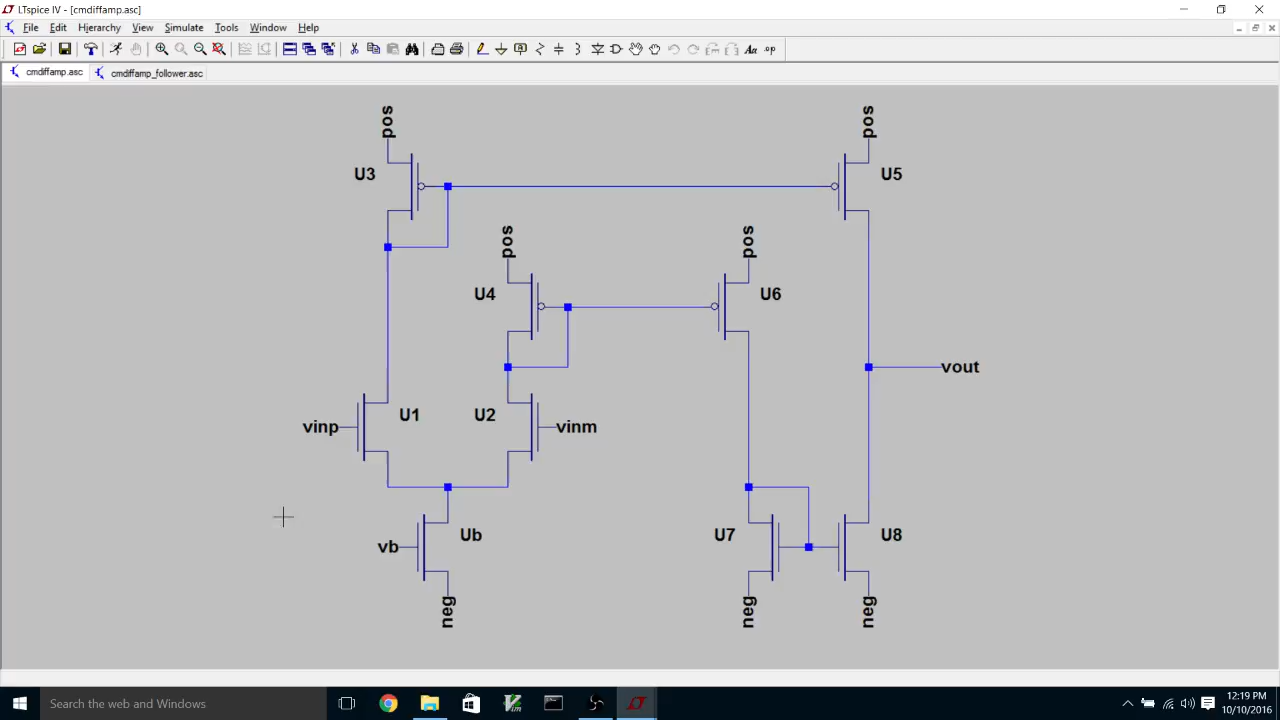 LTspice IV - [cmdiffamp.asc]
File Edit Hierarchy View Simulate Tools Window Help
Aa .op
cmdiffamp.asc cmdiffamp_follower.asc
pos pos
U3 U5
pos pos
U4 U6
vout
U1 U2
vinp vinm
Ub U7 U8
vb
neg neg neg
Search the web and Windows
12:19 PM
10/10/2016